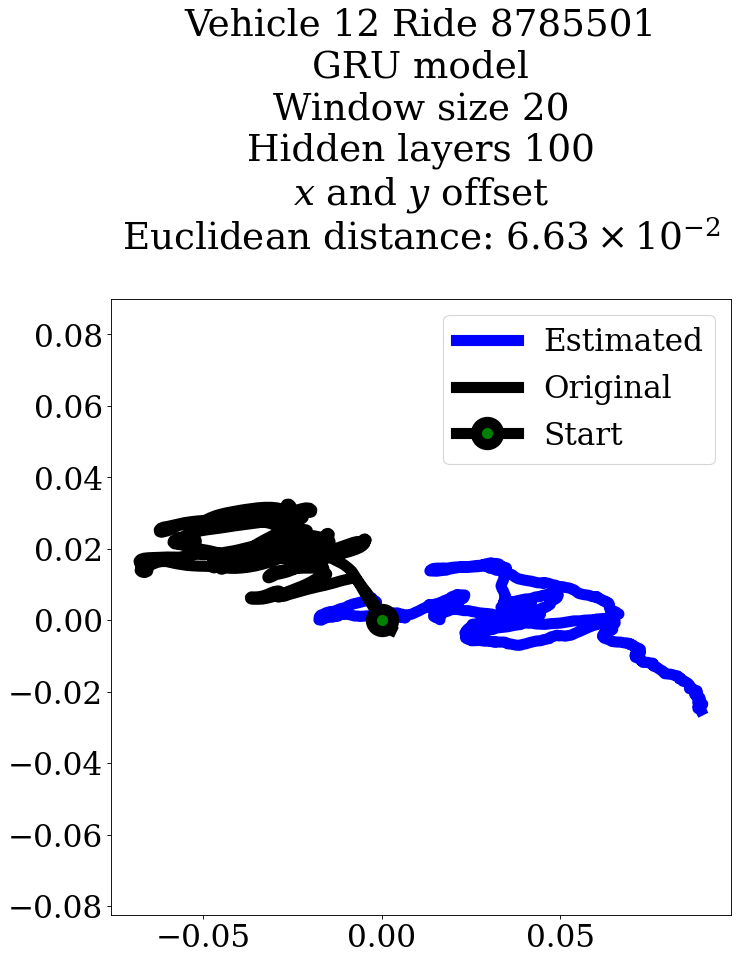 Vehicle 12 Ride 8785501
GRU model
Window size 20
Hidden layers 100
x and y offset
Euclidean distance: 6.63 × 10⁻²
Estimated
Original
Start
0.08
0.06
0.04
0.02
0.00
−0.02
−0.04
−0.06
−0.08
−0.05 0.00 0.05